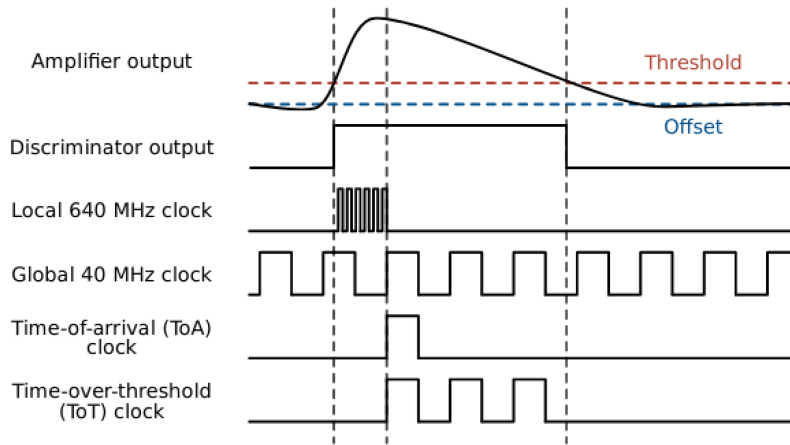 Amplifier output
Threshold
Offset
Discriminator output
Local 640 MHz clock
Global 40 MHz clock
Time-of-arrival (ToA)
clock
Time-over-threshold
(ToT) clock